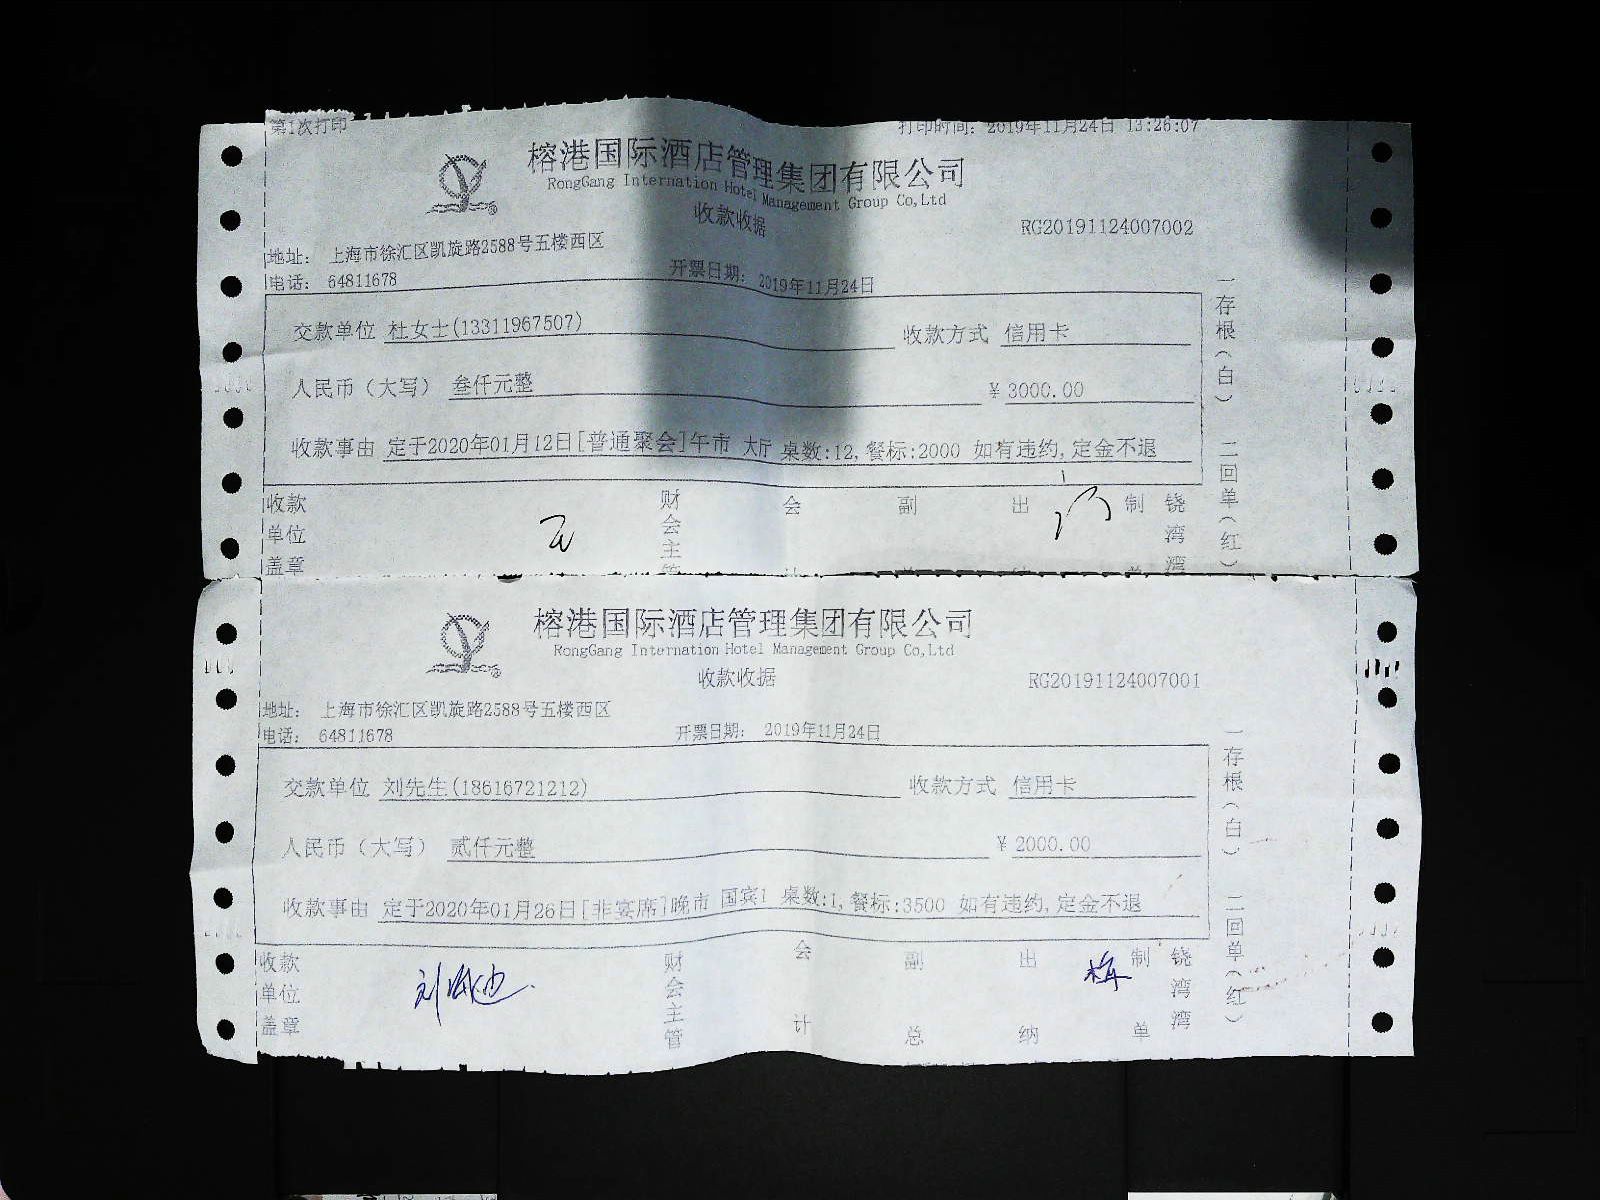 第1次打印
打印时间: 2019年11月24日 13:26:07
榕港国际酒店管理集团有限公司
RongGang Internation Hotel Management Group Co,Ltd
收款收据
RG20191124007002
地址: 上海市徐汇区凯旋路2588号五楼西区
电话: 64811678
开票日期: 2019年11月24日
交款单位 杜女士(13311967507)
收款方式 信用卡
人民币（大写） 叁仟元整
¥ 3000.00
收款事由 定于2020年01月12日[普通聚会]午市 大厅 桌数:12,餐标:2000 如有违约,定金不退
一存根（白） 二回单（红）
收款单位盖章
财会主管
会计
副总
出纳
制单
饶湾湾
榕港国际酒店管理集团有限公司
RongGang Internation Hotel Management Group Co,Ltd
收款收据
RG20191124007001
地址: 上海市徐汇区凯旋路2588号五楼西区
电话: 64811678
开票日期: 2019年11月24日
交款单位 刘先生(18616721212)
收款方式 信用卡
人民币（大写） 贰仟元整
¥ 2000.00
收款事由 定于2020年01月26日[非宴席]晚市 国宾1 桌数:1,餐标:3500 如有违约,定金不退
一存根（白） 二回单（红）
收款单位盖章
财会主管
会计
副总
出纳
梅
制单
饶湾湾